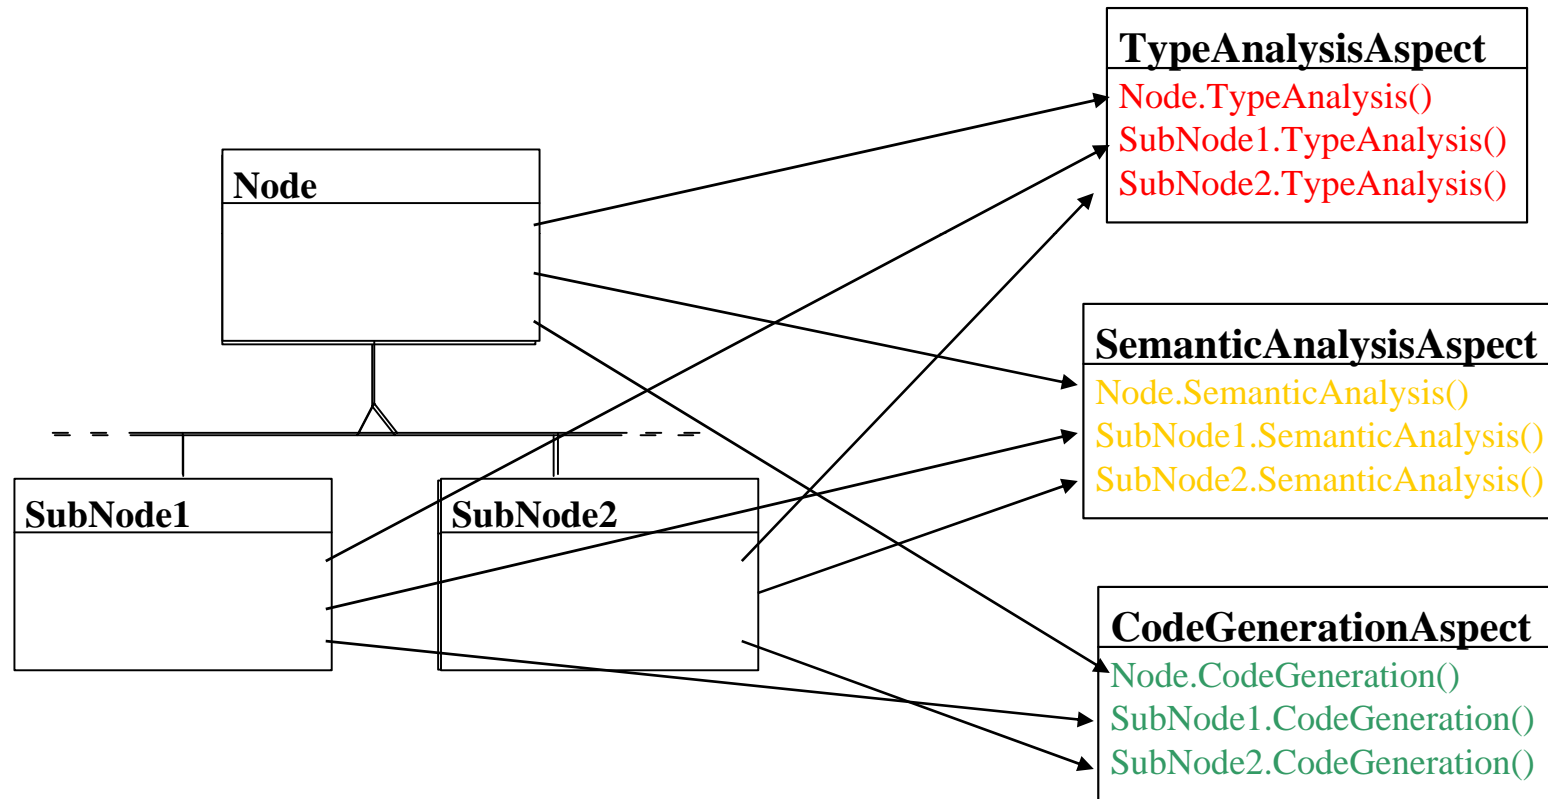 Node
SubNode1
SubNode2
TypeAnalysisAspect
Node.TypeAnalysis()
SubNode1.TypeAnalysis()
SubNode2.TypeAnalysis()
SemanticAnalysisAspect
Node.SemanticAnalysis()
SubNode1.SemanticAnalysis()
SubNode2.SemanticAnalysis()
CodeGenerationAspect
Node.CodeGeneration()
SubNode1.CodeGeneration()
SubNode2.CodeGeneration()